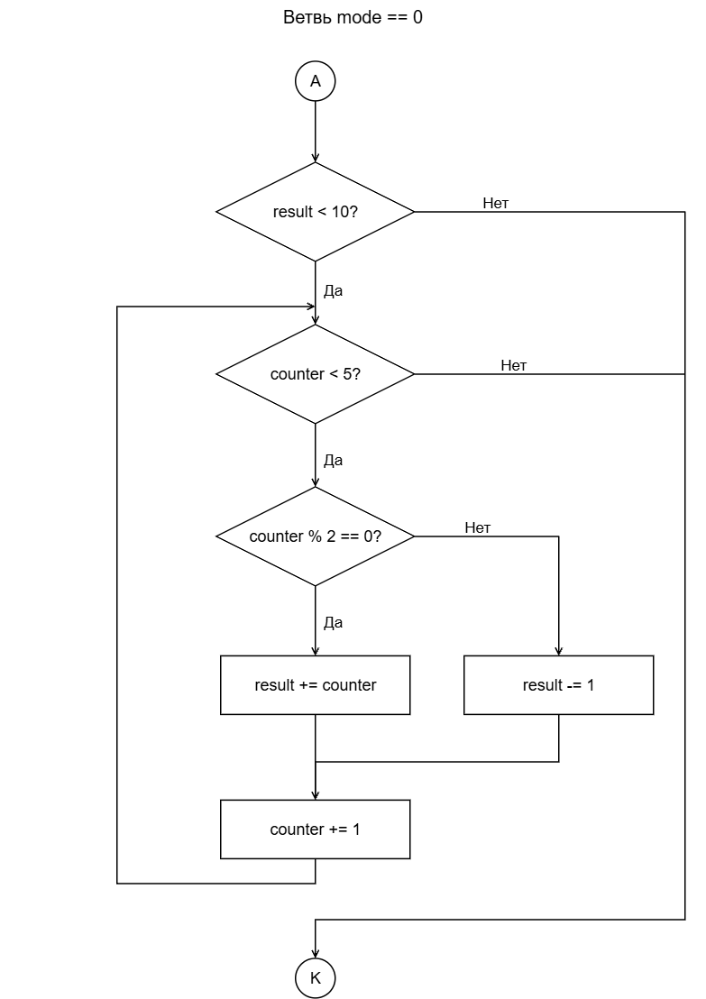 Ветвь mode == 0
A
result < 10?
Нет
Да
counter < 5?
Нет
Да
counter % 2 == 0?
Нет
Да
result += counter
result -= 1
counter += 1
K